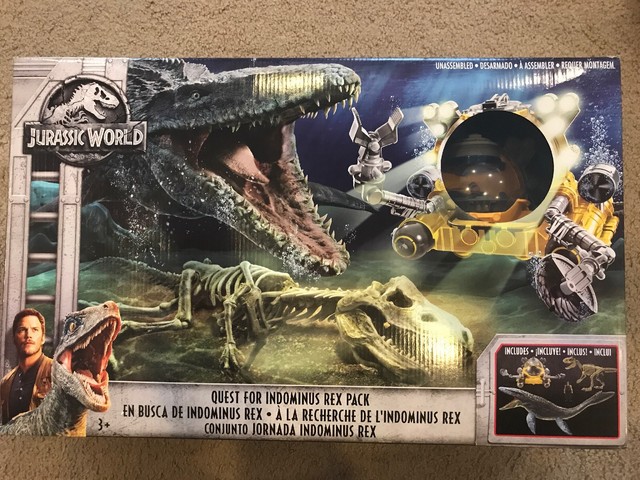 UNASSEMBLED • DESARMADO • À ASSEMBLER • REQUER MONTAGEM.
JURASSIC WORLD
INCLUDES • ¡INCLUYE! • INCLUS! • INCLUI
QUEST FOR INDOMINUS REX PACK
EN BUSCA DE INDOMINUS REX • À LA RECHERCHE DE L'INDOMINUS REX
CONJUNTO JORNADA INDOMINUS REX
3+